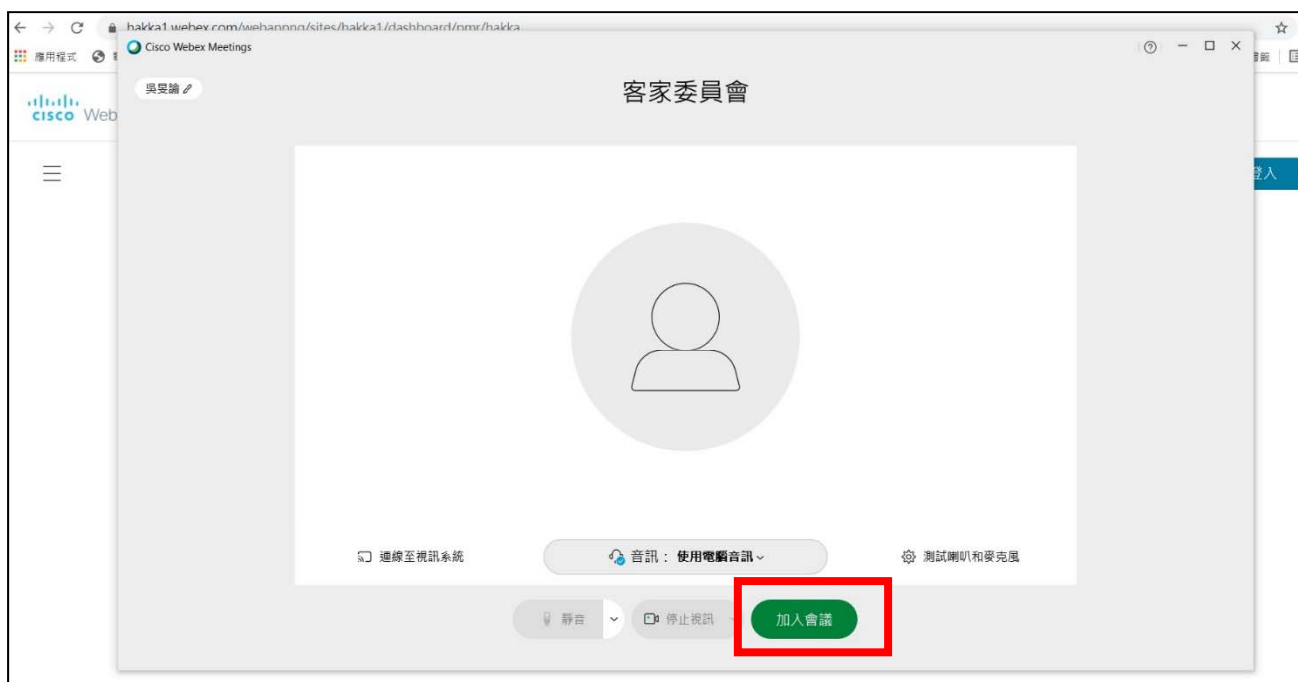 hakka1.webex.com/webappng/sites/hakka1/dashboard/pmr/hakka
應用程式
Cisco Webex Meetings
吳旻諭
客家委員會
cisco Web
登入
連線至視訊系統
音訊： 使用電腦音訊
測試喇叭和麥克風
靜音
停止視訊
加入會議